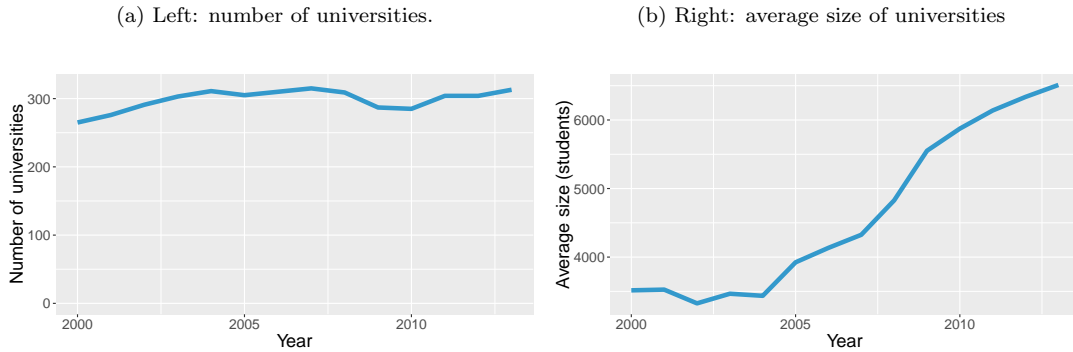 (a) Left: number of universities.
(b) Right: average size of universities
Number of universities
300
200
100
0
2000
2005
2010
Year
Average size (students)
6000
5000
4000
2000
2005
2010
Year